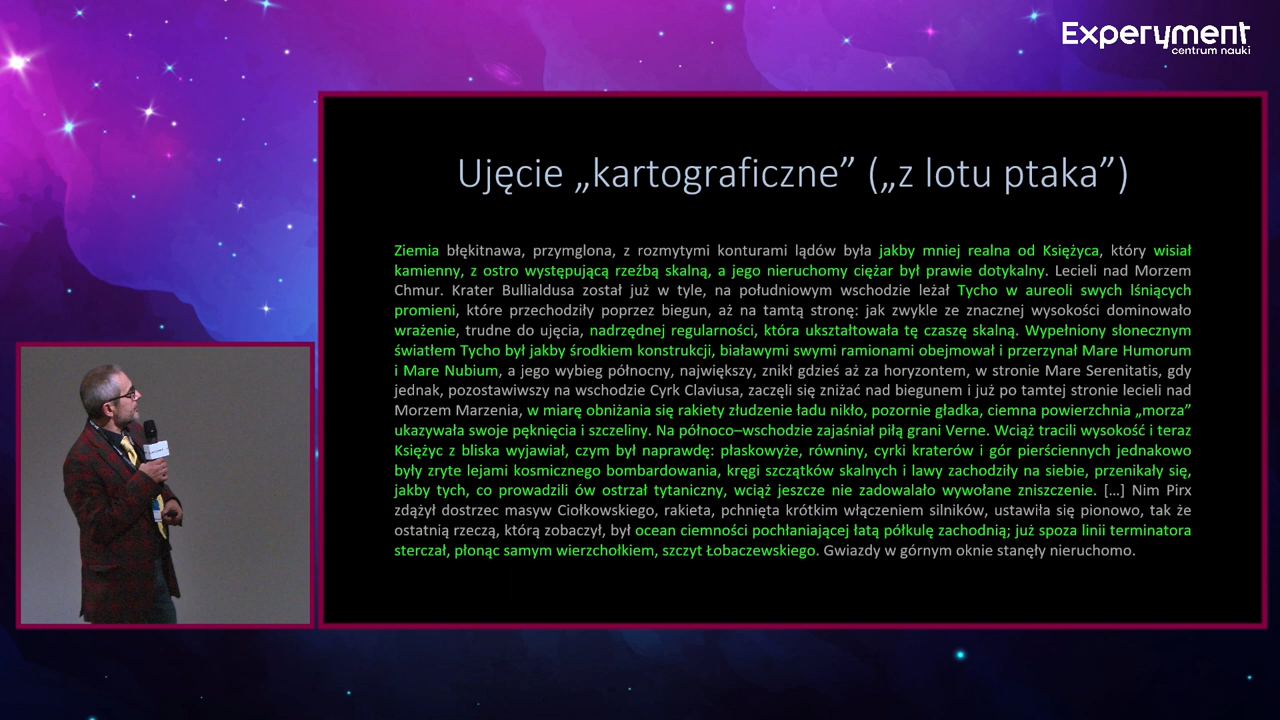 Experyment
centrum nauki
Ujęcie „kartograficzne” („z lotu ptaka”)
Ziemia błękitnawa, przymglona, z rozmytymi konturami lądów była jakby mniej realna od Księżyca, który wisiał
kamienny, z ostro występującą rzeźbą skalną, a jego nieruchomy ciężar był prawie dotykalny. Lecieli nad Morzem
Chmur. Krater Bullialdusa został już w tyle, na południowym wschodzie leżał Tycho w aureoli swych lśniących
promieni, które przechodziły poprzez biegun, aż na tamtą stronę: jak zwykle ze znacznej wysokości dominowało
wrażenie, trudne do ujęcia, nadrzędnej regularności, która ukształtowała tę czaszę skalną. Wypełniony słonecznym
światłem Tycho był jakby środkiem konstrukcji, białawymi swymi ramionami obejmował i przerzynał Mare Humorum
i Mare Nubium, a jego wybieg północny, największy, znikł gdzieś aż za horyzontem, w stronie Mare Serenitatis, gdy
jednak, pozostawiwszy na wschodzie Cyrk Claviusa, zaczęli się zniżać nad biegunem i już po tamtej stronie lecieli nad
Morzem Marzenia, w miarę obniżania się rakiety złudzenie ładu nikło, pozornie gładka, ciemna powierzchnia „morza”
ukazywała swoje pęknięcia i szczeliny. Na północo–wschodzie zajaśniał piłą grani Verne. Wciąż tracili wysokość i teraz
Księżyc z bliska wyjawiał, czym był naprawdę: płaskowyże, równiny, cyrki kraterów i gór pierściennych jednakowo
były zryte lejami kosmicznego bombardowania, kręgi szczątków skalnych i lawy zachodziły na siebie, przenikały się,
jakby tych, co prowadzili ów ostrzał tytaniczny, wciąż jeszcze nie zadowalało wywołane zniszczenie. […] Nim Pirx
zdążył dostrzec masyw Ciołkowskiego, rakieta, pchnięta krótkim włączeniem silników, ustawiła się pionowo, tak że
ostatnią rzeczą, którą zobaczył, był ocean ciemności pochłaniającej łatą półkulę zachodnią; już spoza linii terminatora
sterczał, płonąc samym wierzchołkiem, szczyt Łobaczewskiego. Gwiazdy w górnym oknie stanęły nieruchomo.